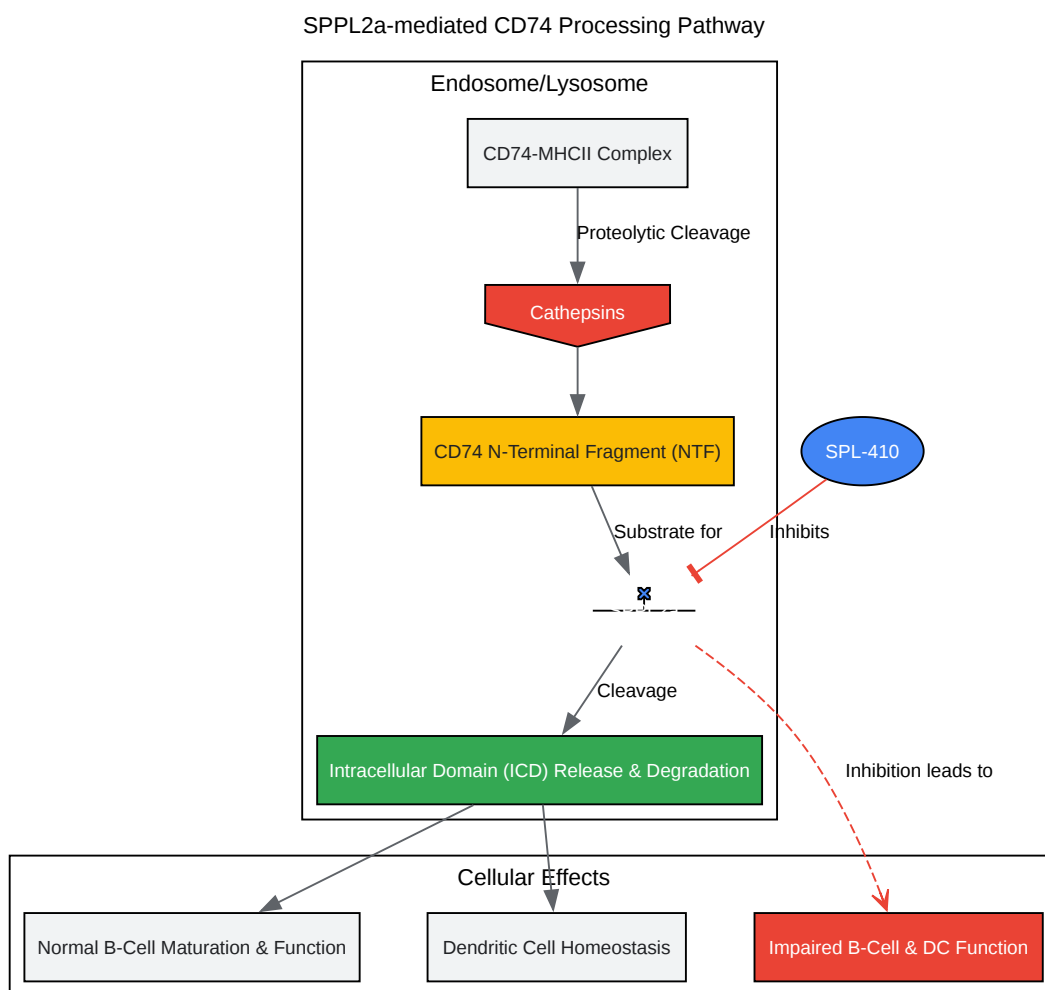 SPPL2a-mediated CD74 Processing Pathway
Endosome/Lysosome
CD74-MHCII Complex
Proteolytic Cleavage
Cathepsins
CD74 N-Terminal Fragment (NTF)
SPL-410
Substrate for
Inhibits
Cleavage
Intracellular Domain (ICD) Release & Degradation
Inhibition leads to
Cellular Effects
Normal B-Cell Maturation & Function
Dendritic Cell Homeostasis
Impaired B-Cell & DC Function